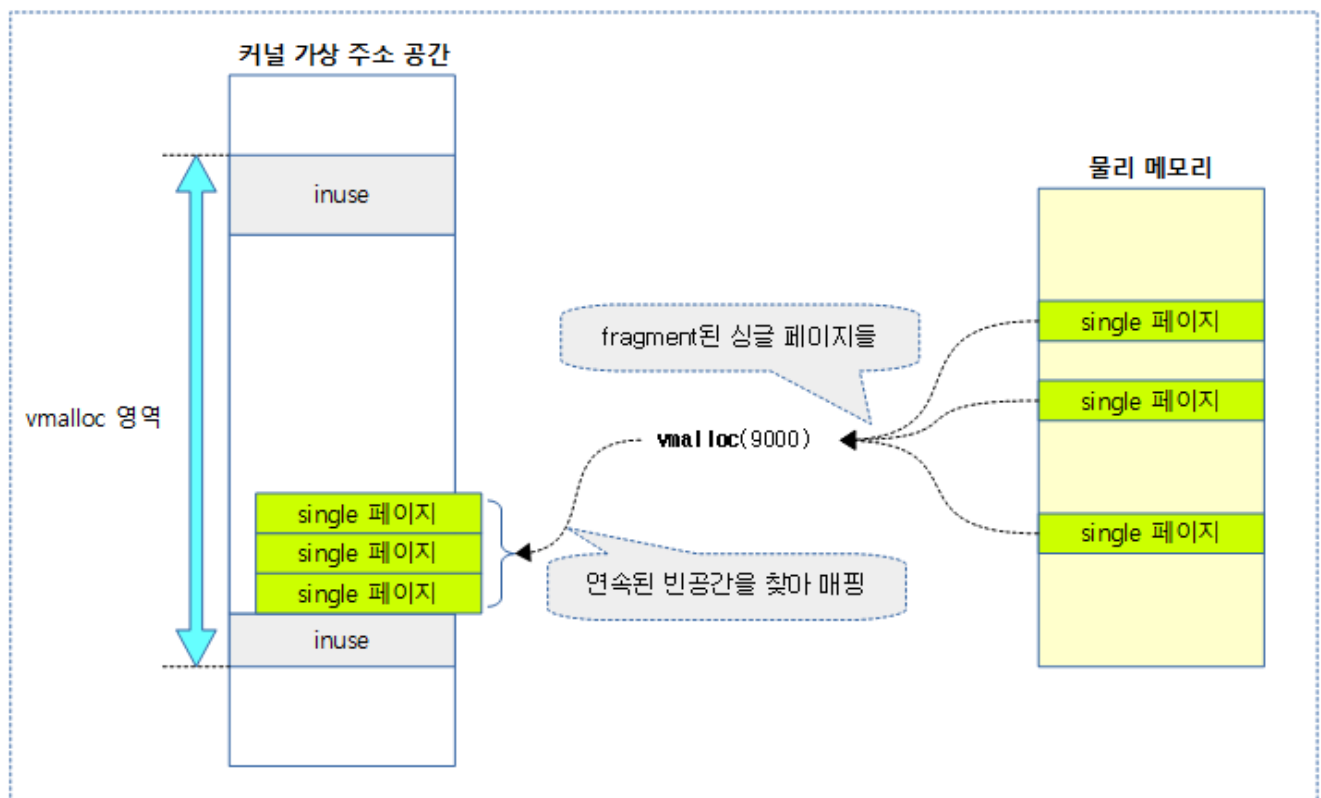 커널 가상 주소 공간
inuse
물리 메모리
single 페이지
fragment된 싱글 페이지들
single 페이지
vmalloc 영역
vmalloc(9000)
single 페이지
single 페이지
single 페이지
single 페이지
연속된 빈공간을 찾아 매핑
inuse